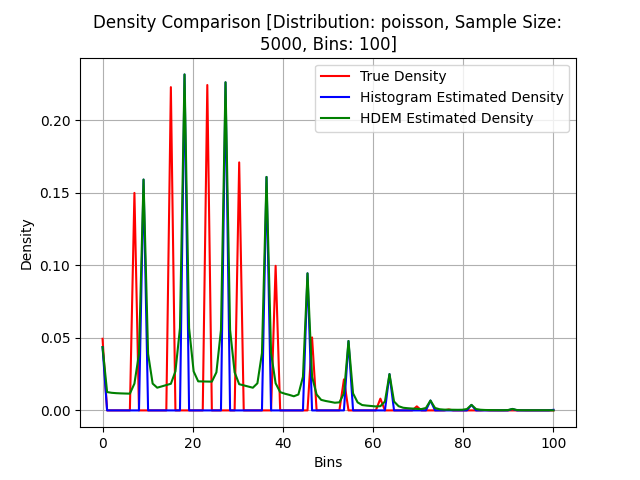 Density Comparison [Distribution: poisson, Sample Size:
5000, Bins: 100]
True Density
Histogram Estimated Density
HDEM Estimated Density
Density
0.20
0.15
0.10
0.05
0.00
0 20 40 60 80 100
Bins